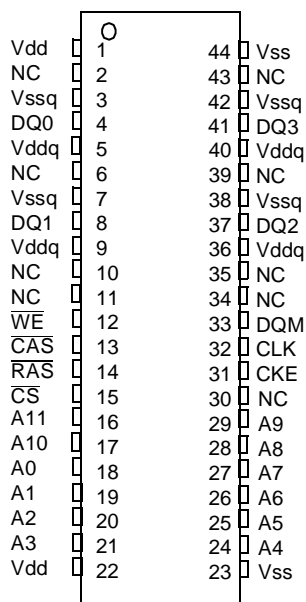 Vdd 1 44 Vss
NC 2 43 NC
Vssq 3 42 Vssq
DQ0 4 41 DQ3
Vddq 5 40 Vddq
NC 6 39 NC
Vssq 7 38 Vssq
DQ1 8 37 DQ2
Vddq 9 36 Vddq
NC 10 35 NC
NC 11 34 NC
W̅E̅ 12 33 DQM
C̅A̅S̅ 13 32 CLK
R̅A̅S̅ 14 31 CKE
C̅S̅ 15 30 NC
A11 16 29 A9
A10 17 28 A8
A0 18 27 A7
A1 19 26 A6
A2 20 25 A5
A3 21 24 A4
Vdd 22 23 Vss